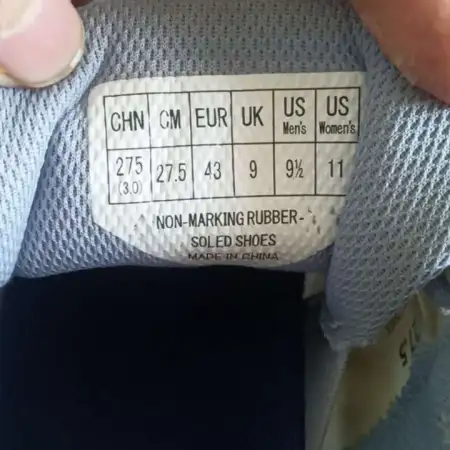 CHN CM EUR UK US Men's US Women's
275 (3.0) 27.5 43 9 9½ 11
NON-MARKING RUBBER-
SOLED SHOES
MADE IN CHINA